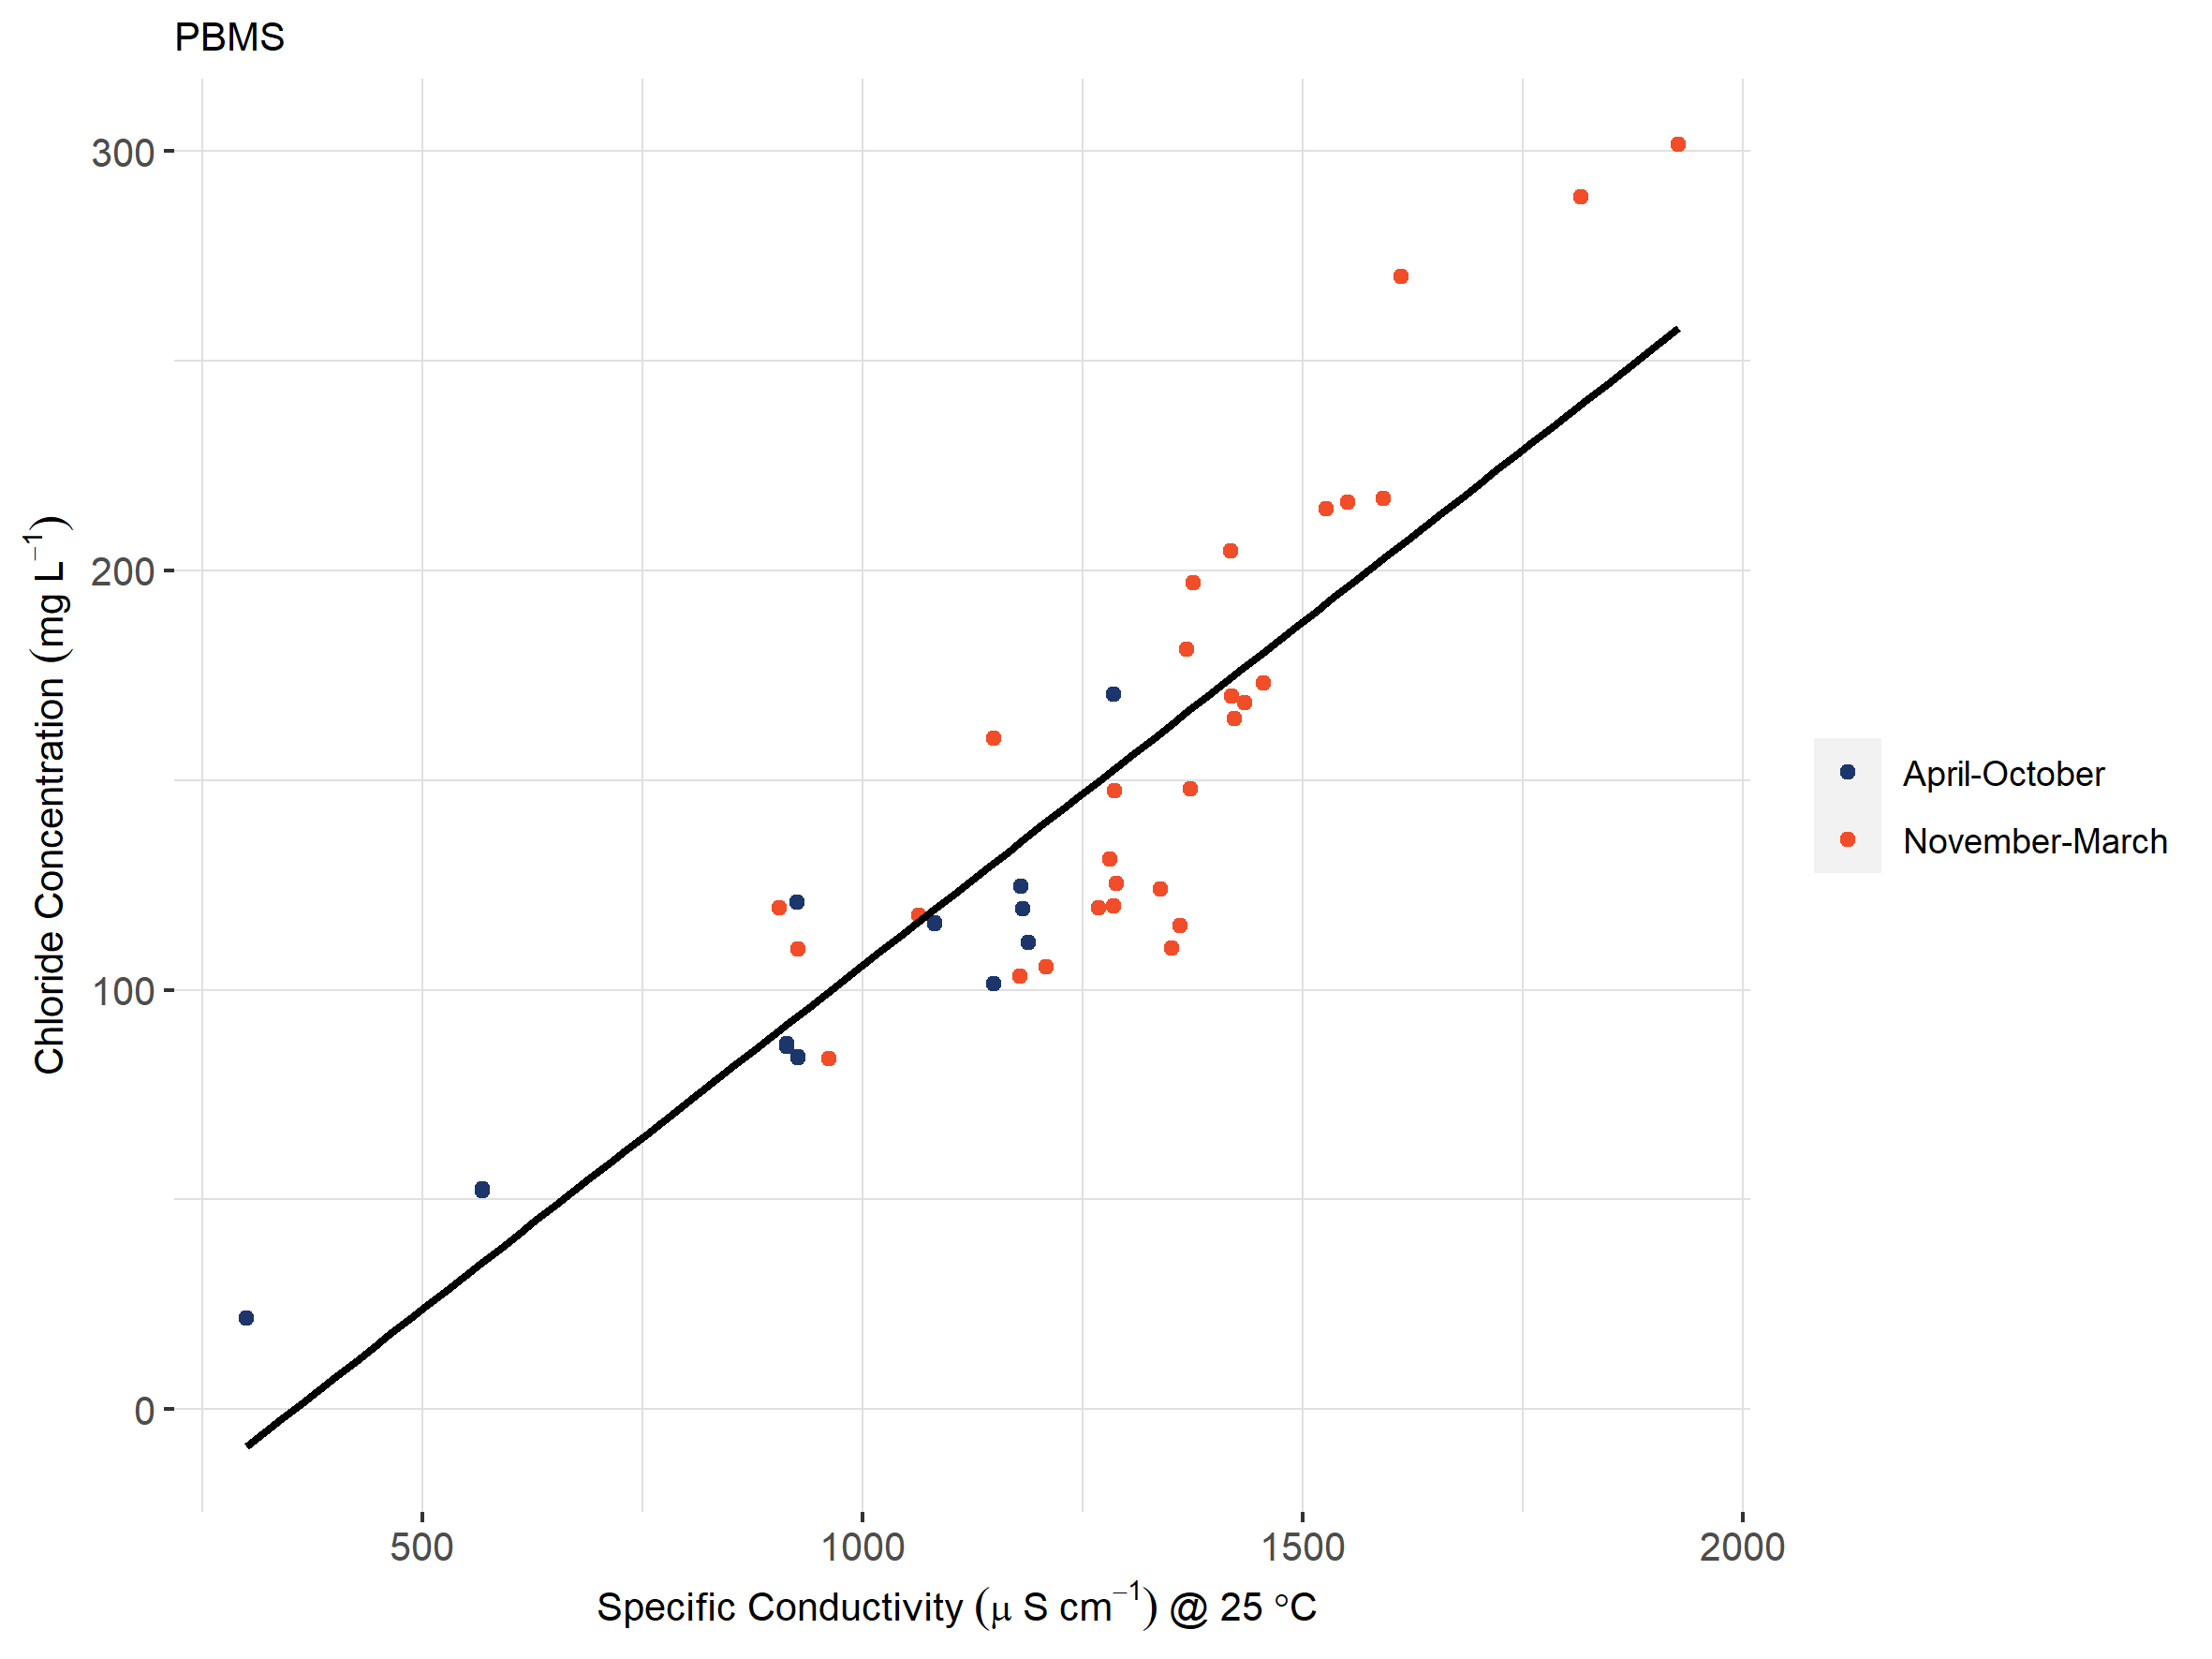 PBMS
300
200
100
0
Chloride Concentration (mg L⁻¹)
500 1000 1500 2000
Specific Conductivity (μ S cm⁻¹) @ 25 °C
April-October
November-March